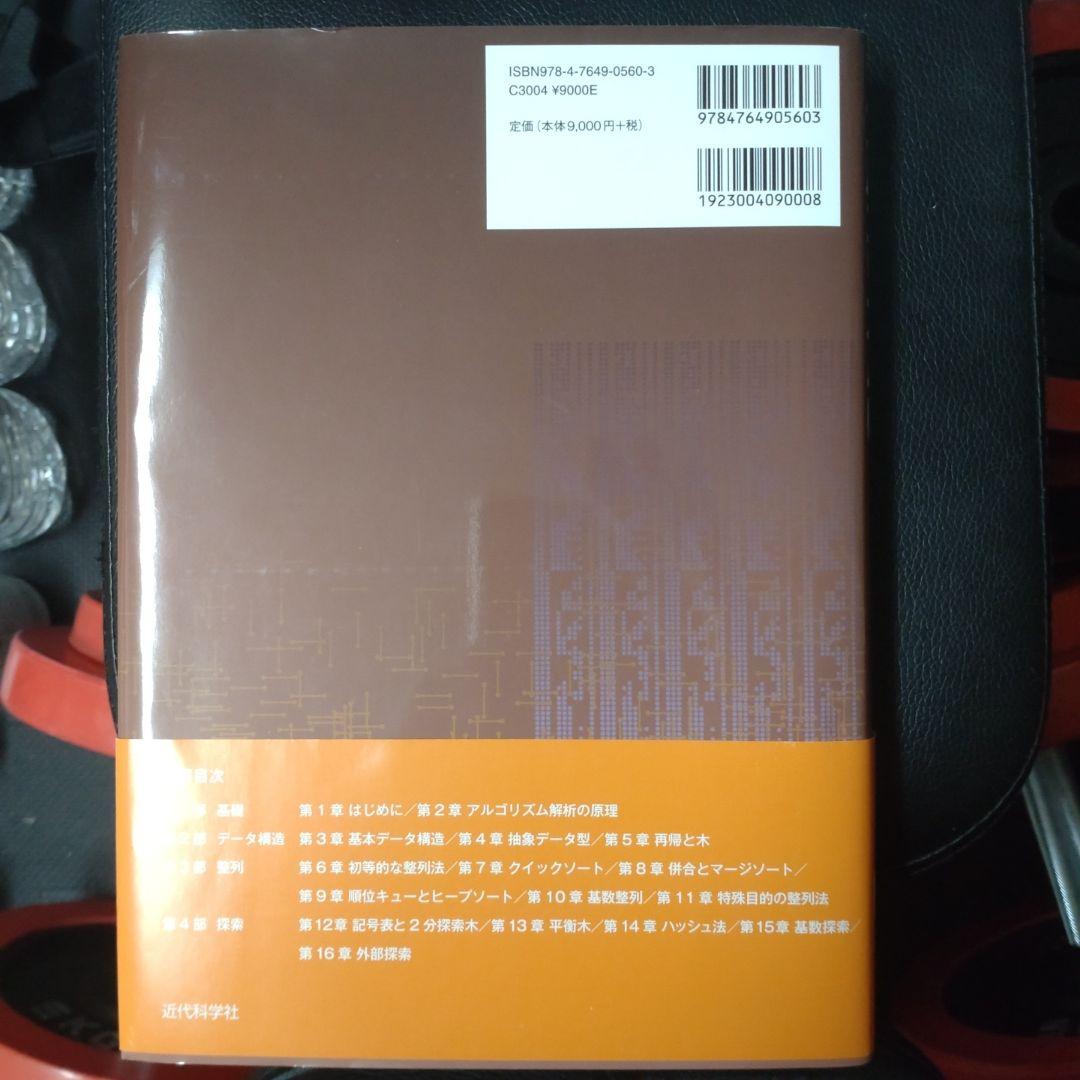 ISBN978-4-7649-0560-3
C3004 ¥9000E
定価(本体9,000円+税)
9784764905603
1923004090008
目次
部 基礎 第1章 はじめに/第2章 アルゴリズム解析の原理
2部 データ構造 第3章 基本データ構造/第4章 抽象データ型/第5章 再帰と木
3部 整列 第6章 初等的な整列法/第7章 クイックソート/第8章 併合とマージソート/
第9章 順位キューとヒープソート/第10章 基数整列/第11章 特殊目的の整列法
第4部 探索 第12章 記号表と2分探索木/第13章 平衡木/第14章 ハッシュ法/第15章 基数探索/
第16章 外部探索
近代科学社